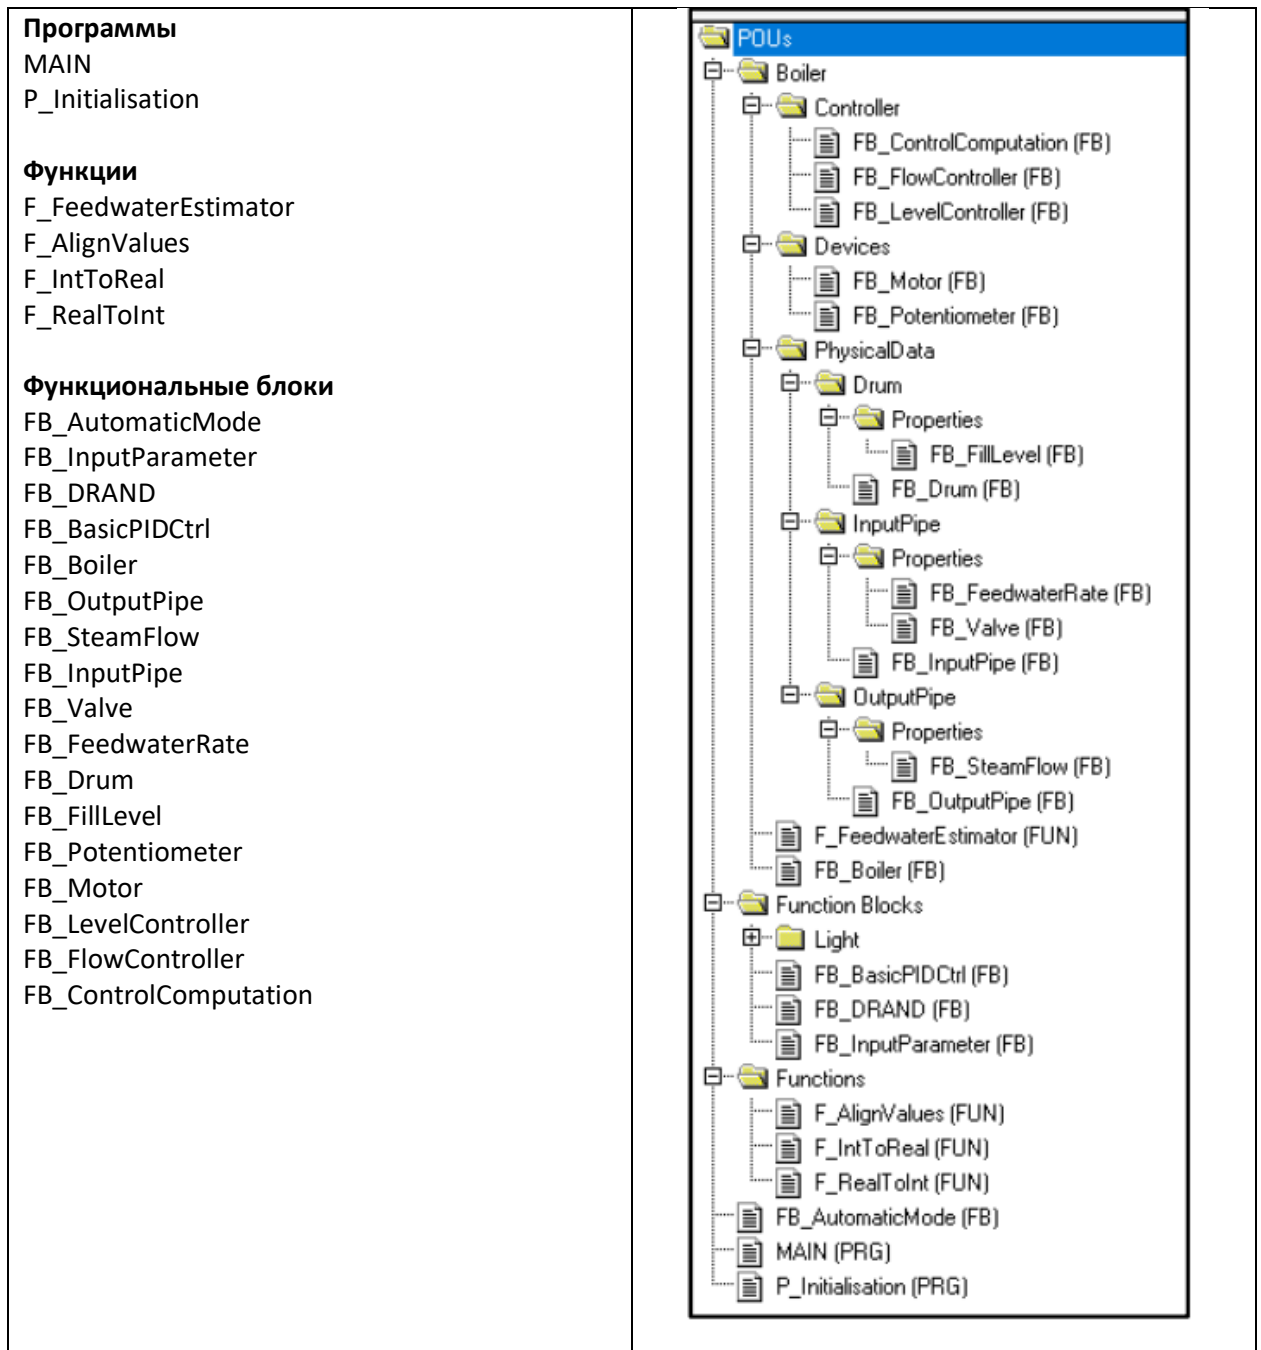 Программы
MAIN
P_Initialisation
Функции
F_FeedwaterEstimator
F_AlignValues
F_IntToReal
F_RealToInt
Функциональные блоки
FB_AutomaticMode
FB_InputParameter
FB_DRAND
FB_BasicPIDCtrl
FB_Boiler
FB_OutputPipe
FB_SteamFlow
FB_InputPipe
FB_Valve
FB_FeedwaterRate
FB_Drum
FB_FillLevel
FB_Potentiometer
FB_Motor
FB_LevelController
FB_FlowController
FB_ControlComputation
POUs
Boiler
Controller
FB_ControlComputation (FB)
FB_FlowController (FB)
FB_LevelController (FB)
Devices
FB_Motor (FB)
FB_Potentiometer (FB)
PhysicalData
Drum
Properties
FB_FillLevel (FB)
FB_Drum (FB)
InputPipe
Properties
FB_FeedwaterRate (FB)
FB_Valve (FB)
FB_InputPipe (FB)
OutputPipe
Properties
FB_SteamFlow (FB)
FB_OutputPipe (FB)
F_FeedwaterEstimator (FUN)
FB_Boiler (FB)
Function Blocks
Light
FB_BasicPIDCtrl (FB)
FB_DRAND (FB)
FB_InputParameter (FB)
Functions
F_AlignValues (FUN)
F_IntToReal (FUN)
F_RealToInt (FUN)
FB_AutomaticMode (FB)
MAIN (PRG)
P_Initialisation (PRG)